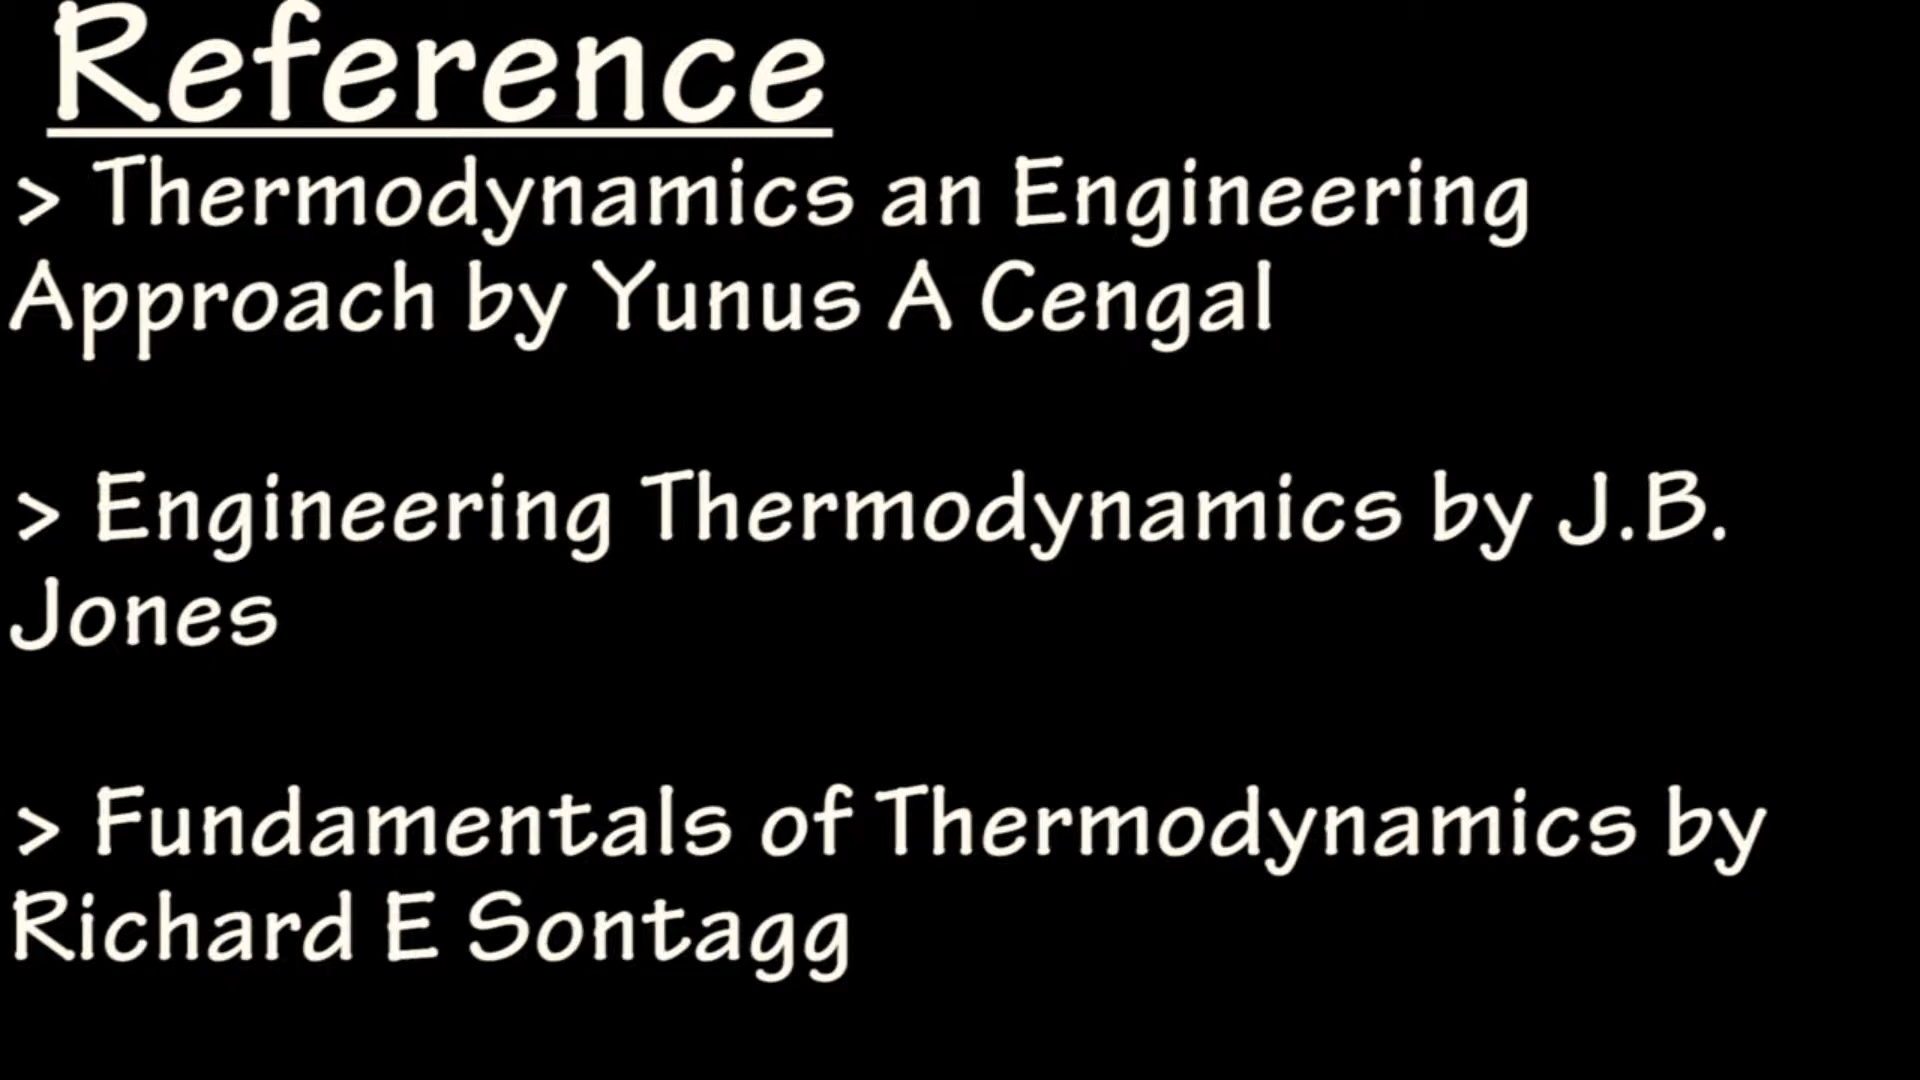 Reference
> Thermodynamics an Engineering
Approach by Yunus A Cengal
> Engineering Thermodynamics by J.B.
Jones
> Fundamentals of Thermodynamics by
Richard E Sontagg